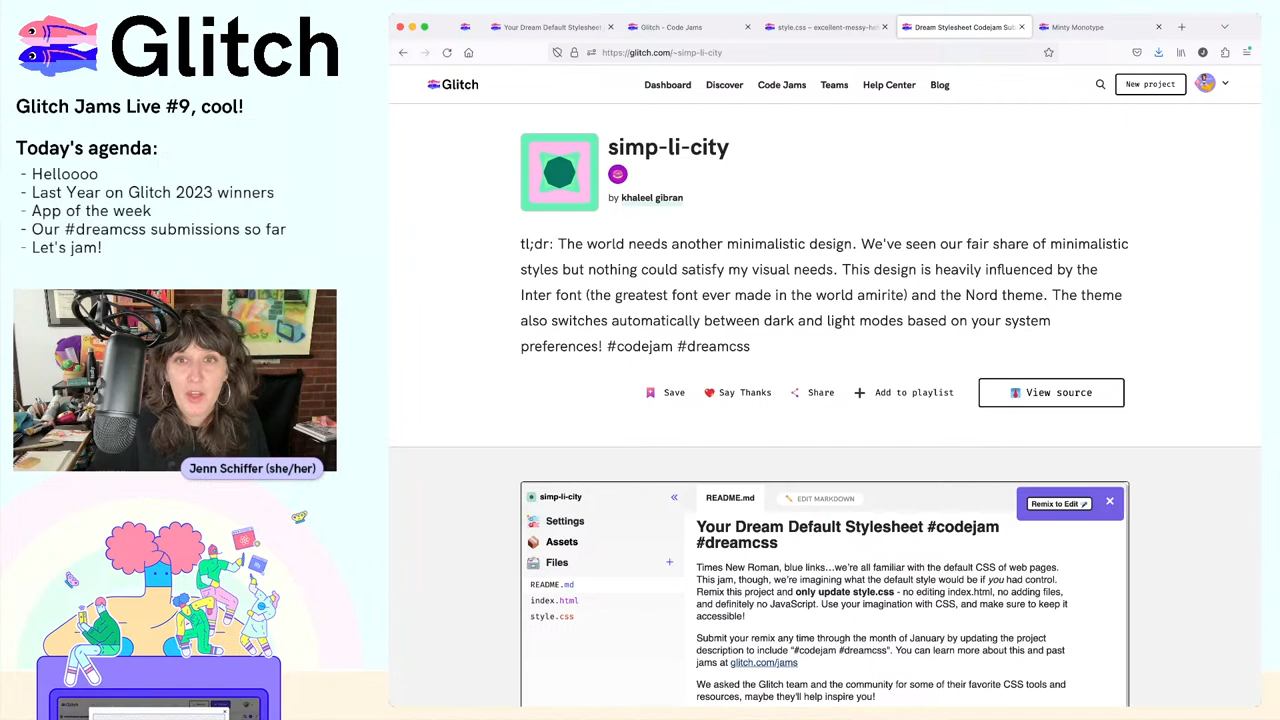 Glitch
Glitch Jams Live #9, cool!
Today's agenda:
- Helloooo
- Last Year on Glitch 2023 winners
- App of the week
- Our #dreamcss submissions so far
- Let's jam!
Jenn Schiffer (she/her)
Your Dream Default Stylesheet
Glitch - Code Jams
style.css – excellent-messy-hel
Dream Stylesheet Codejam Sub
Minty Monotype
https://glitch.com/~simp-li-city
Glitch
Dashboard
Discover
Code Jams
Teams
Help Center
Blog
New project
simp-li-city
by khaleel gibran
tl;dr: The world needs another minimalistic design. We've seen our fair share of minimalistic
styles but nothing could satisfy my visual needs. This design is heavily influenced by the
Inter font (the greatest font ever made in the world amirite) and the Nord theme. The theme
also switches automatically between dark and light modes based on your system
preferences! #codejam #dreamcss
Save
Say Thanks
Share
Add to playlist
View source
simp-li-city
Settings
Assets
Files
README.md
index.html
style.css
README.md
EDIT MARKDOWN
Remix to Edit
Your Dream Default Stylesheet #codejam
#dreamcss
Times New Roman, blue links…we're all familiar with the default CSS of web pages.
This jam, though, we're imagining what the default style would be if you had control.
Remix this project and only update style.css - no editing index.html, no adding files,
and definitely no JavaScript. Use your imagination with CSS, and make sure to keep it
accessible!
Submit your remix any time through the month of January by updating the project
description to include "#codejam #dreamcss". You can learn more about this and past
jams at glitch.com/jams
We asked the Glitch team and the community for some of their favorite CSS tools and
resources, maybe they'll help inspire you!